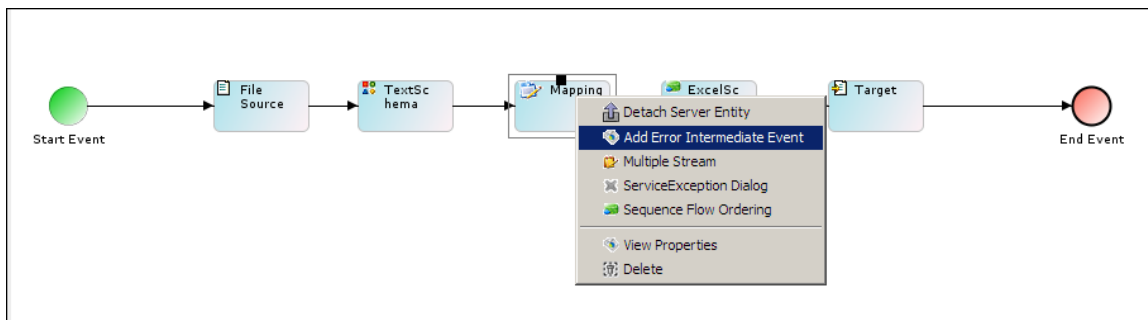 File
Source
TextSc
hema
Mapping
ExcelSc
Target
Start Event
End Event
Detach Server Entity
Add Error Intermediate Event
Multiple Stream
ServiceException Dialog
Sequence Flow Ordering
View Properties
Delete